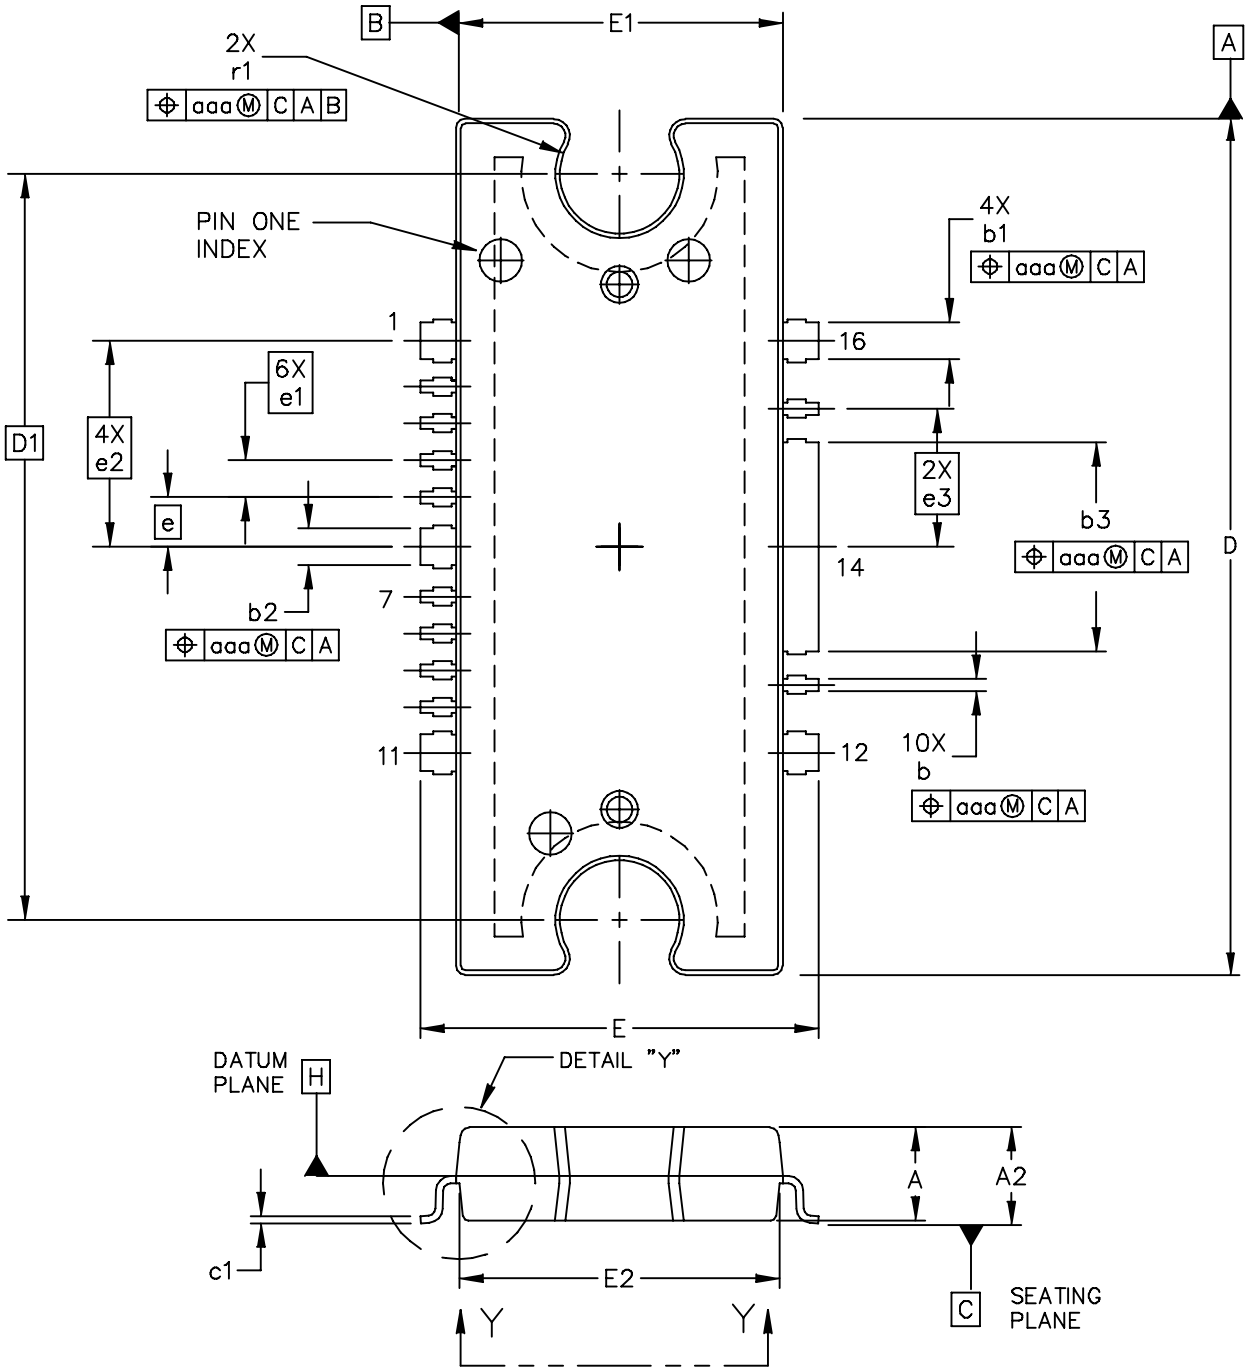 B
E1
A
2X
r1
⌖ aaa Ⓜ C A B
PIN ONE
INDEX
4X
b1
⌖ aaa Ⓜ C A
1
16
6X
e1
D1
4X
e2
2X
e3
e
b3
⌖ aaa Ⓜ C A
D
14
7
b2
⌖ aaa Ⓜ C A
11
12
10X
b
⌖ aaa Ⓜ C A
E
DATUM
PLANE
H
DETAIL "Y"
A
A2
c1
E2
C
SEATING
PLANE
Y
Y